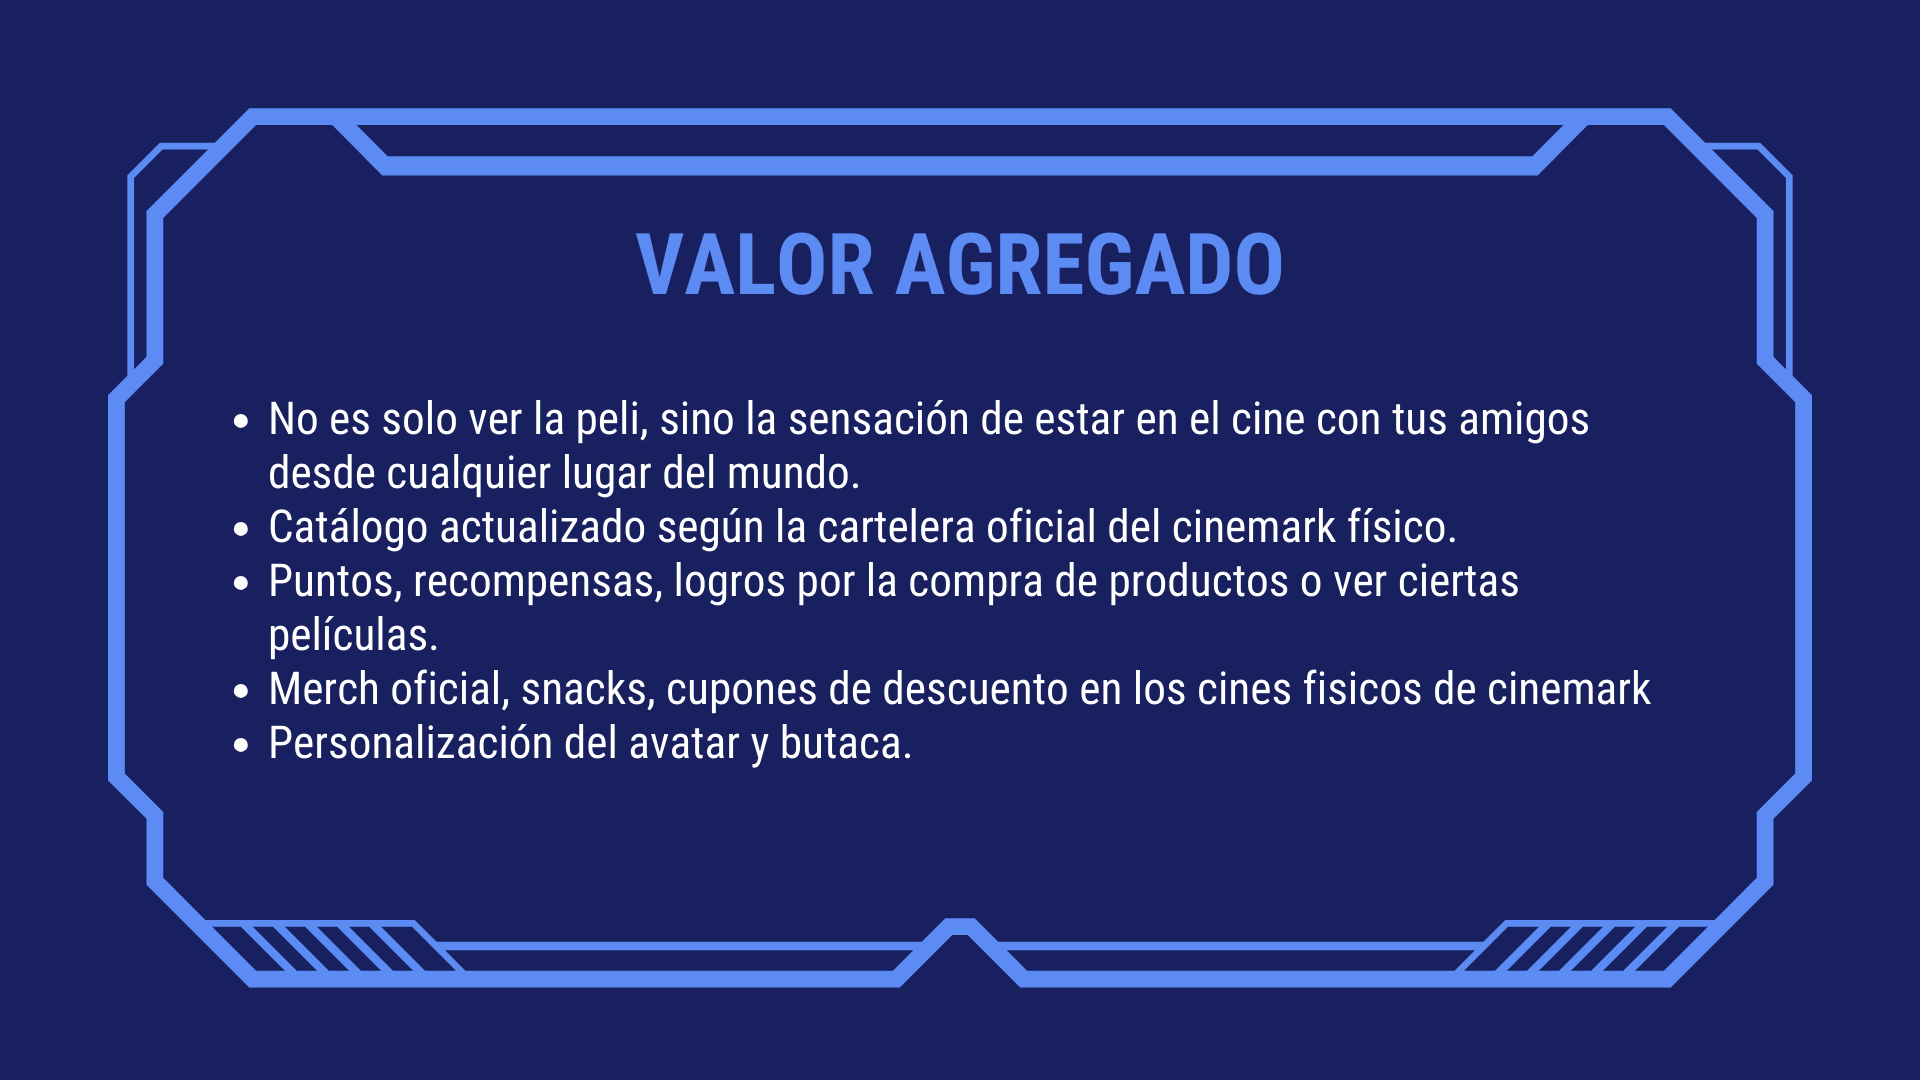 VALOR AGREGADO
• No es solo ver la peli, sino la sensación de estar en el cine con tus amigos
desde cualquier lugar del mundo.
• Catálogo actualizado según la cartelera oficial del cinemark físico.
• Puntos, recompensas, logros por la compra de productos o ver ciertas
películas.
• Merch oficial, snacks, cupones de descuento en los cines fisicos de cinemark
• Personalización del avatar y butaca.